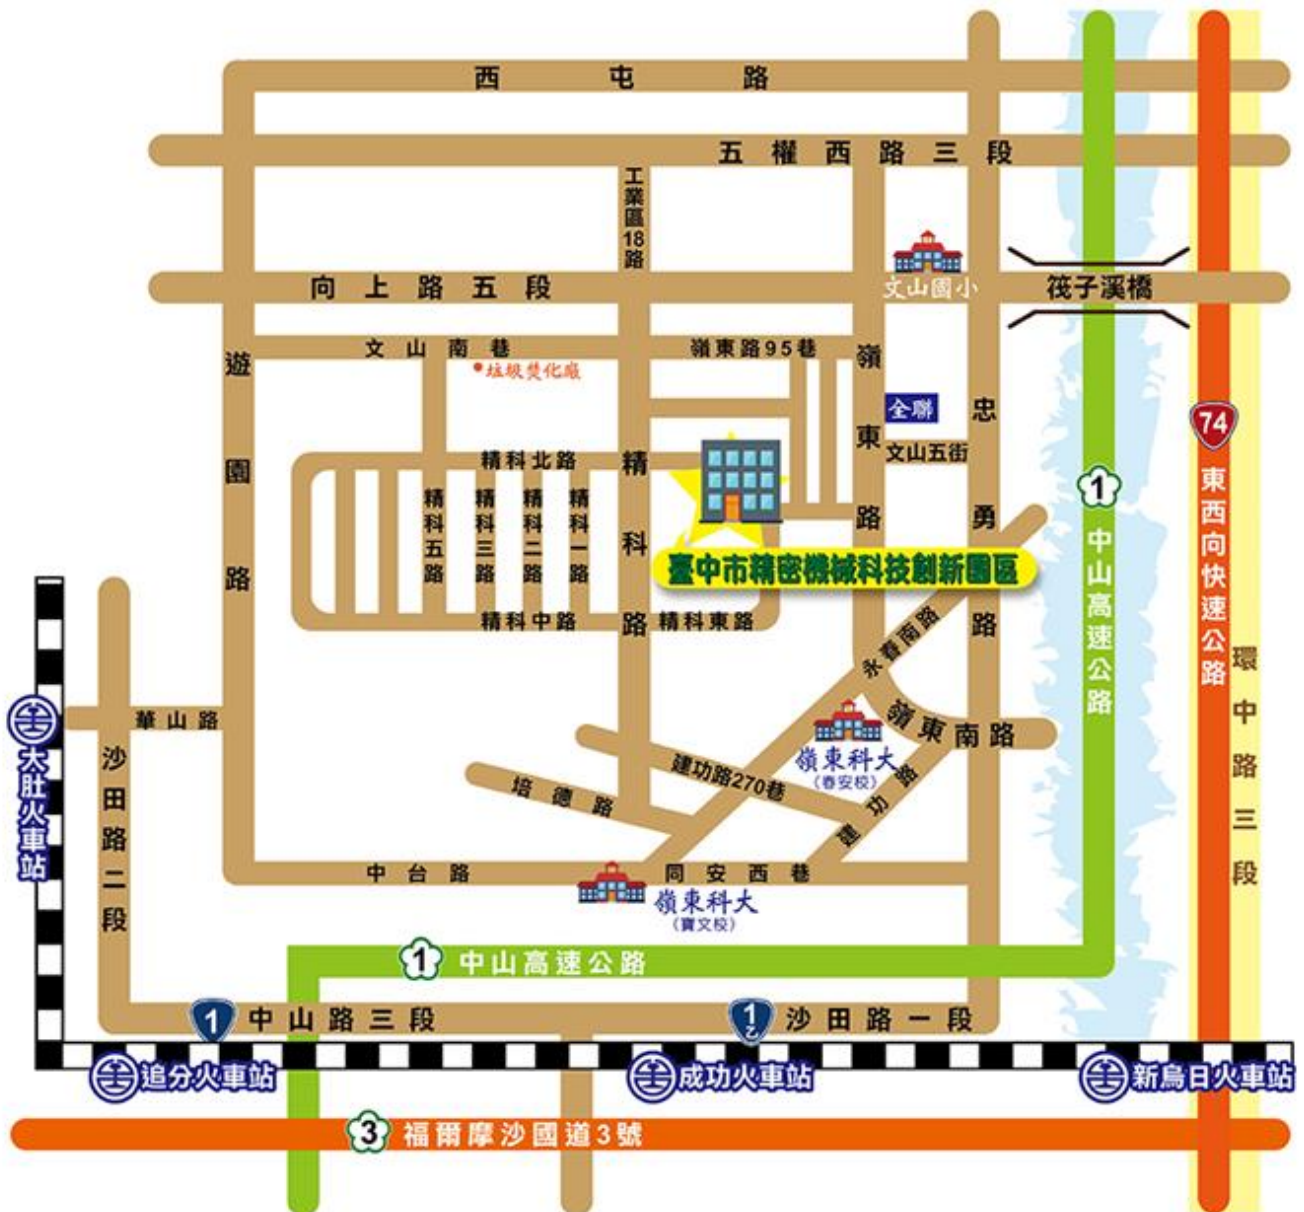 西屯路
五權西路三段
工業區18路
文山國小
向上路五段
筏子溪橋
文山南巷
嶺東路95巷
垃圾焚化廠
遊園路
嶺東路
全聯
忠勇路
文山五街
74
東西向快速公路
1
中山高速公路
精科北路
精科路
精科五路
精科三路
精科二路
精科一路
臺中市精密機械科技創新園區
精科中路
精科東路
永春南路
環中路三段
華山路
嶺東南路
大肚火車站
沙田路二段
嶺東科大
(春安校)
建功路270巷
培德路
建功路
中台路
同安西巷
嶺東科大
(寶文校)
1
中山高速公路
1
中山路三段
1乙
沙田路一段
追分火車站
成功火車站
新烏日火車站
3
福爾摩沙國道3號